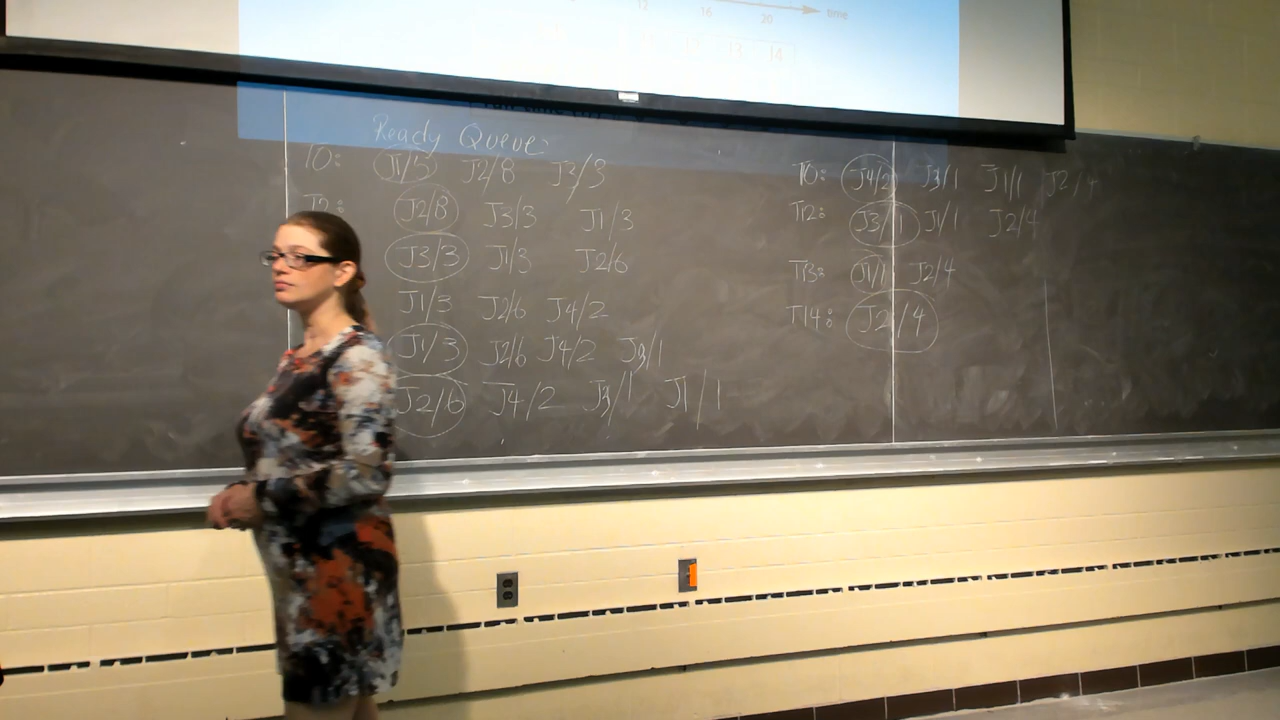 12 16 20 time
13 14
Ready Queue:
T0: J1/5 J2/8 J3/3
T2: J2/8 J3/3 J1/3
J3/3 J1/3 J2/6
J1/3 J2/6 J4/2
J1/3 J2/6 J4/2 J3/1
J2/6 J4/2 J3/1 J1/1
T0: J4/2 J3/1 J1/1 J2/4
T12: J3/1 J1/1 J2/4
T13: J1/1 J2/4
T14: J2/4